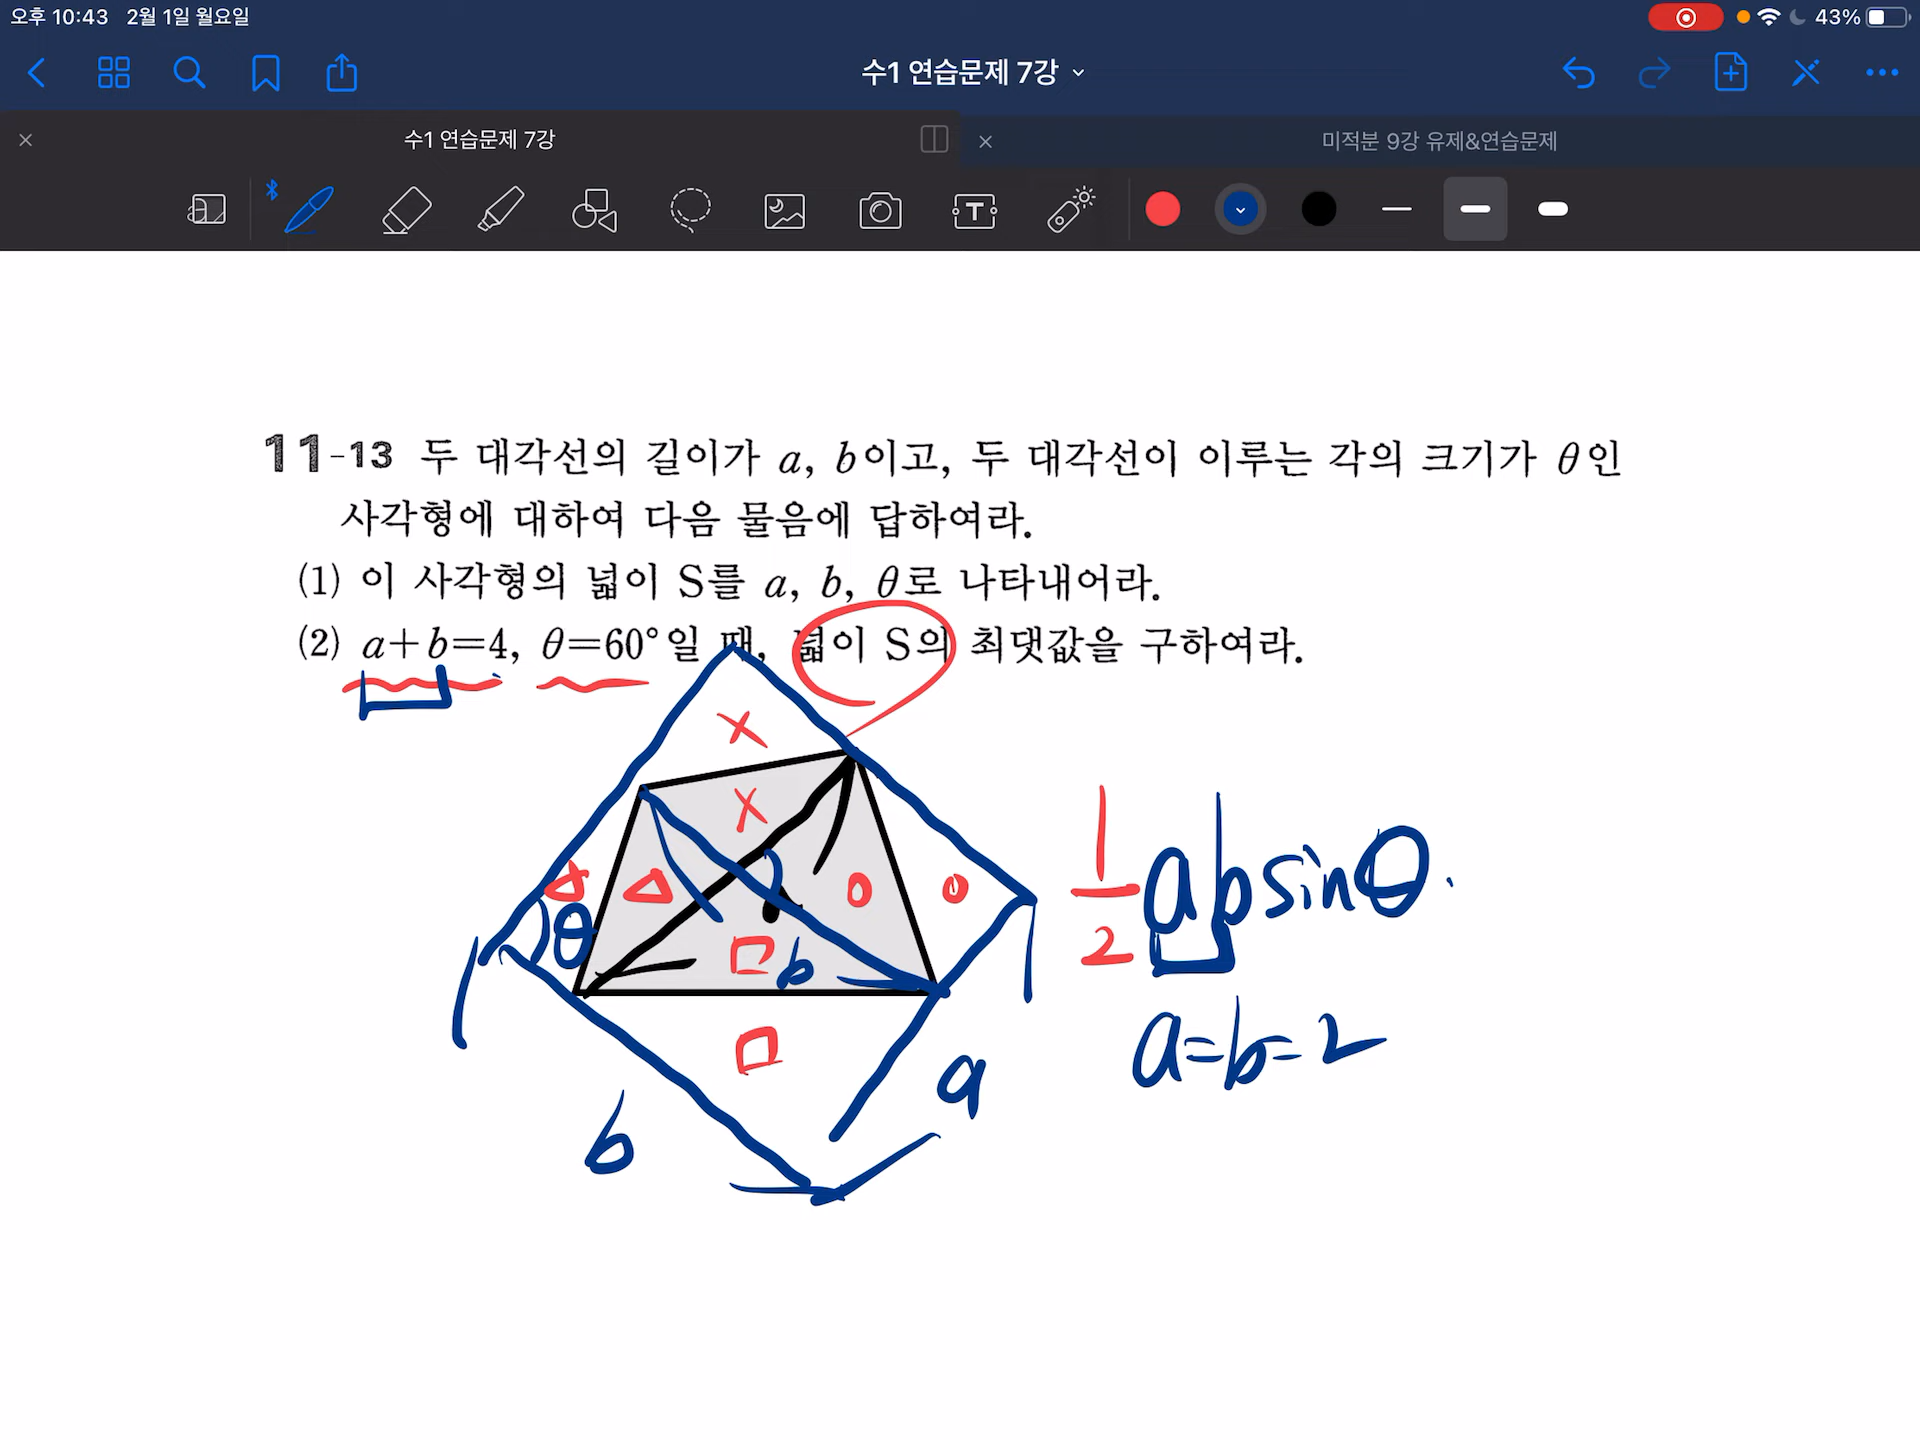 오후 10:43 2월 1일 월요일 43%
수1 연습문제 7강
수1 연습문제 7강 미적분 9강 유제&연습문제
11-13 두 대각선의 길이가 a, b이고, 두 대각선이 이루는 각의 크기가 θ인
사각형에 대하여 다음 물음에 답하여라.
(1) 이 사각형의 넓이 S를 a, b, θ로 나타내어라.
(2) a+b=4, θ=60°일 때, 넓이 S의 최댓값을 구하여라.
θ
b
b
a
1/2 ab sinθ.
a=b=2